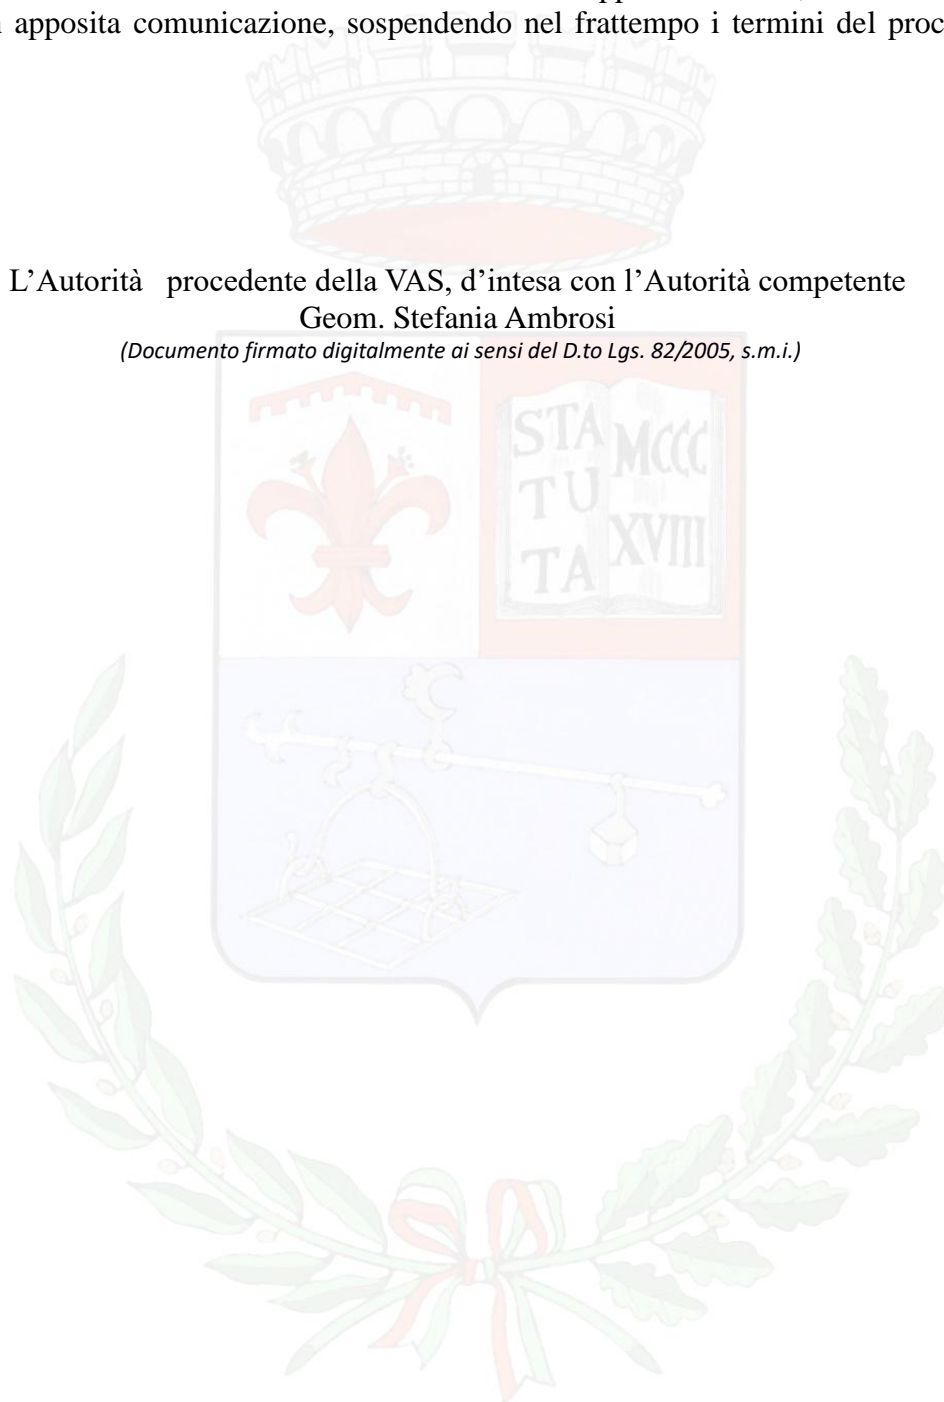 apposita comunicazione, sospendendo nel frattempo i termini del proc
L’Autorità procedente della VAS, d’intesa con l’Autorità competente
Geom. Stefania Ambrosi
(Documento firmato digitalmente ai sensi del D.to Lgs. 82/2005, s.m.i.)
STA
TU
TA
MCCC
XVIII